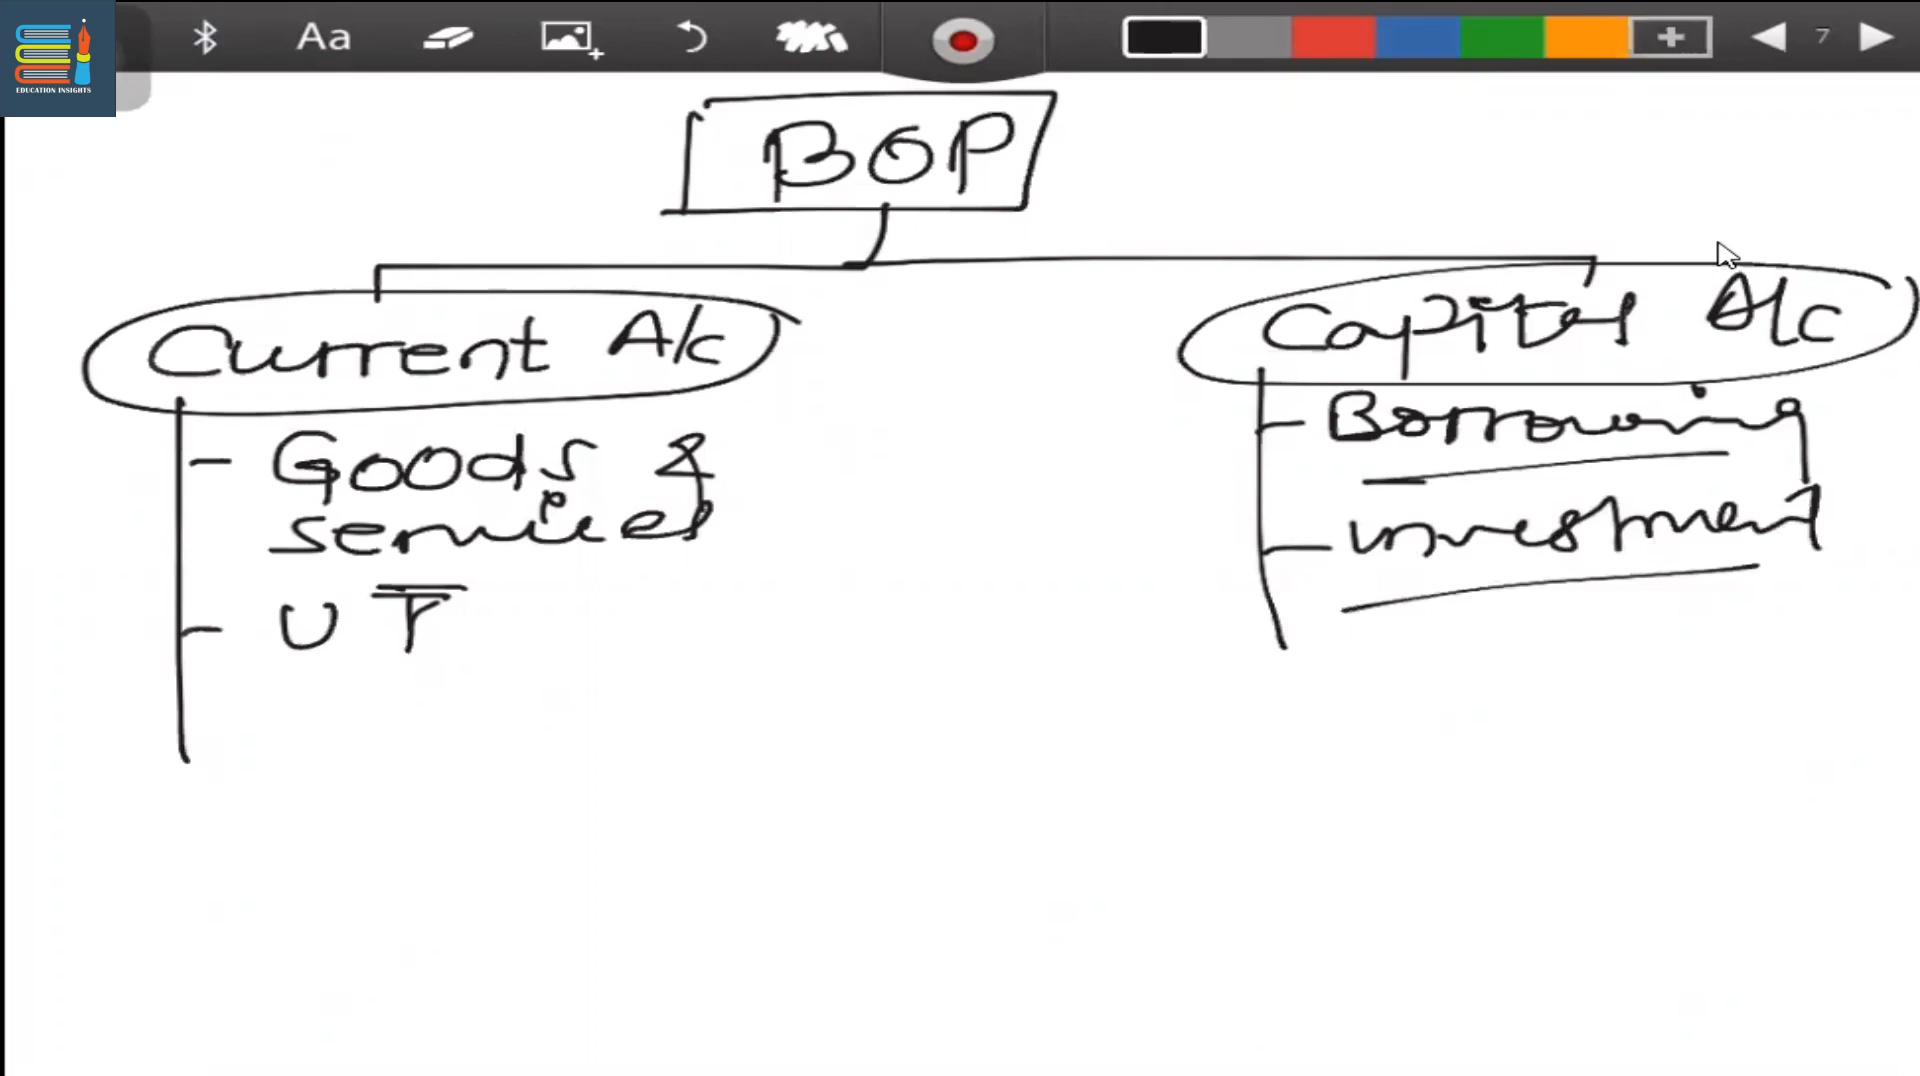 EDUCATION INSIGHTS
Aa
7
BOP
Current A/c
Capital A/c
- Goods &
services
- UT
- Borrowing
- investment